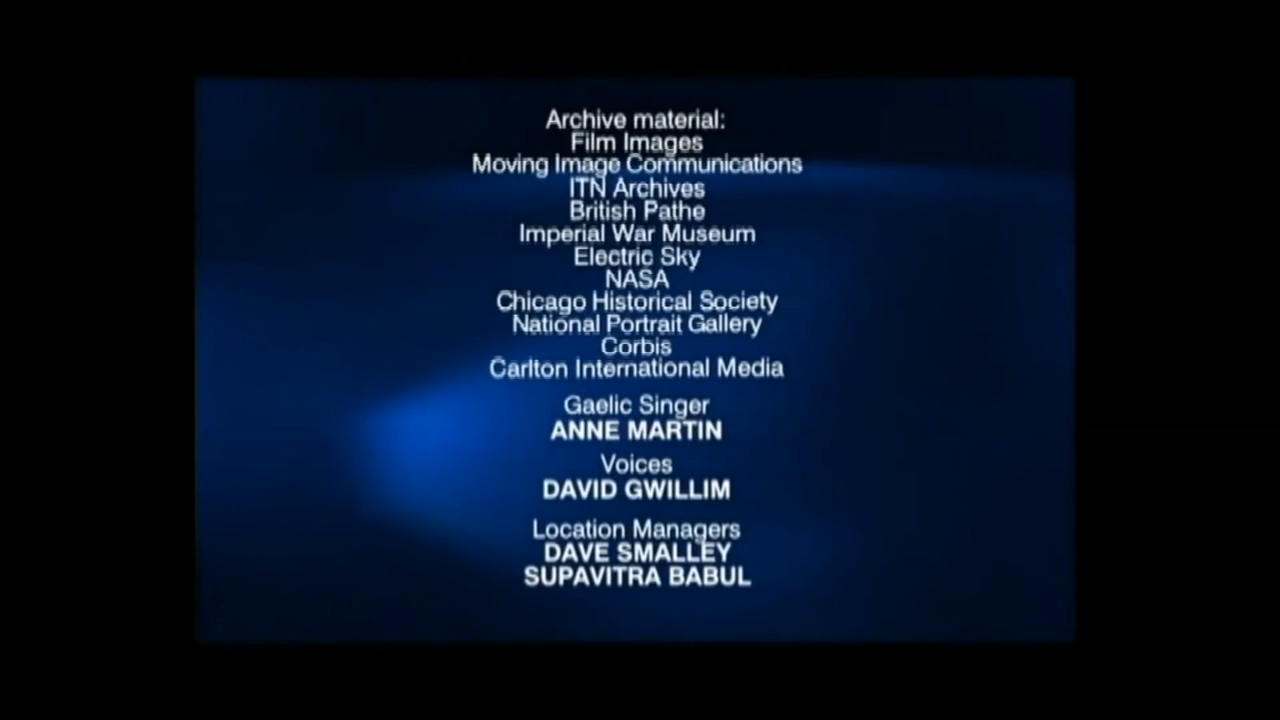 Archive material:
Film Images
Moving Image Communications
ITN Archives
British Pathe
Imperial War Museum
Electric Sky
NASA
Chicago Historical Society
National Portrait Gallery
Corbis
Carlton International Media
Gaelic Singer
ANNE MARTIN
Voices
DAVID GWILLIM
Location Managers
DAVE SMALLEY
SUPAVITRA BABUL